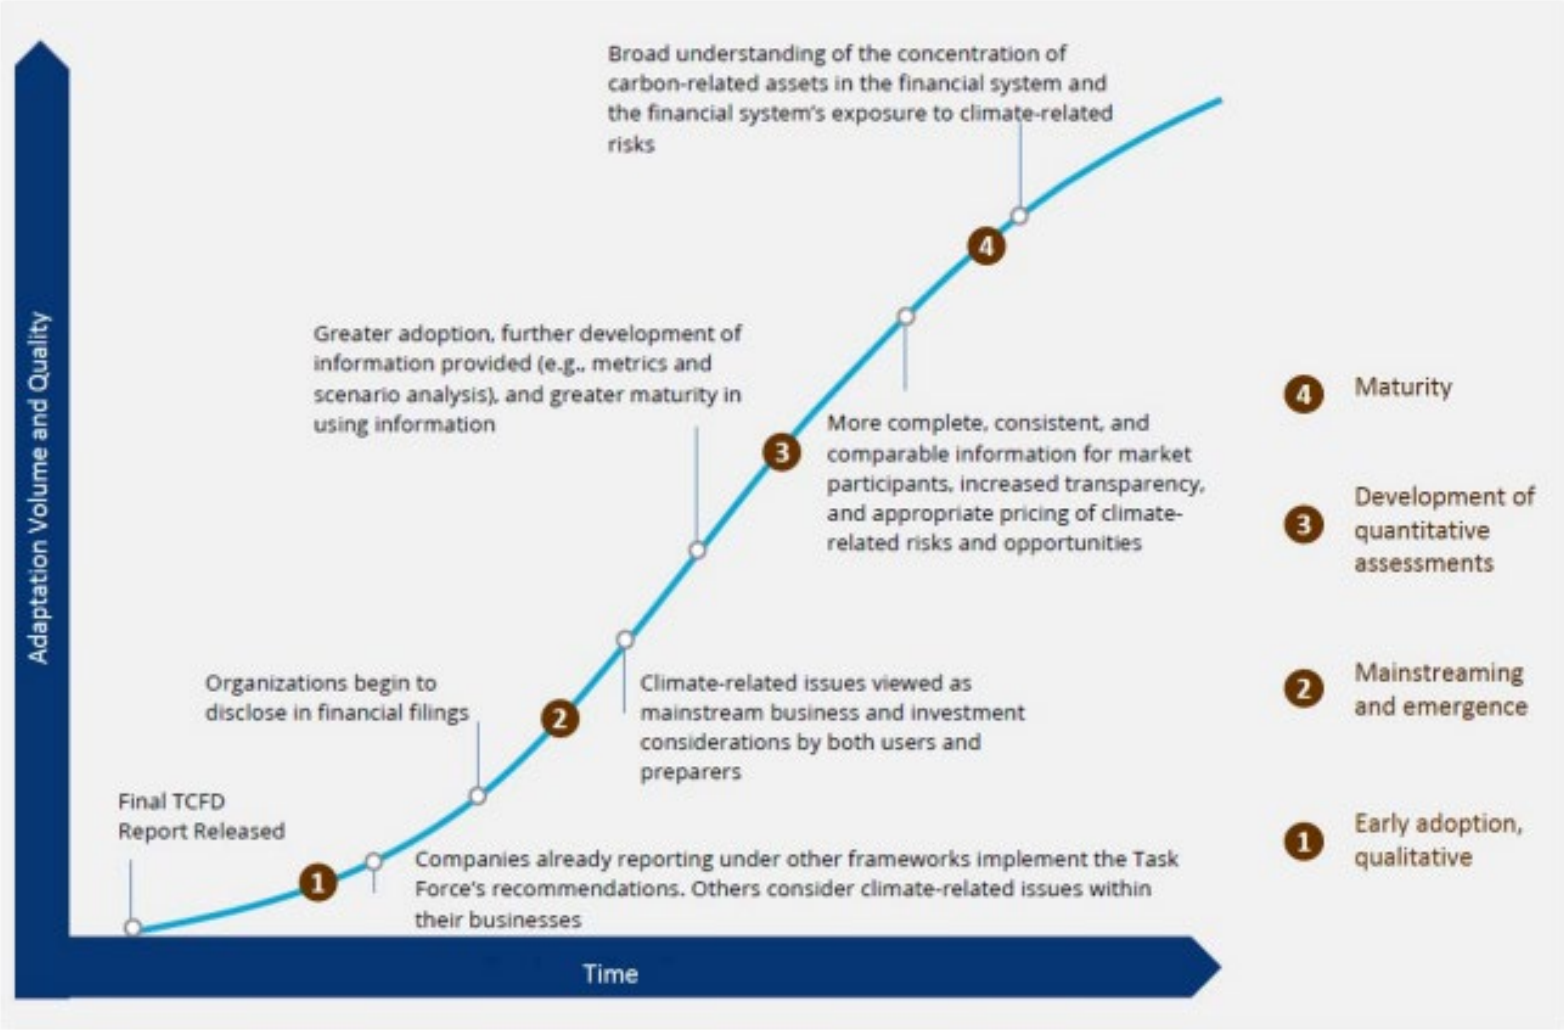 Broad understanding of the concentration of
carbon-related assets in the financial system and
the financial system's exposure to climate-related
risks
4
Greater adoption, further development of
information provided (e.g., metrics and
scenario analysis), and greater maturity in
using information
3
More complete, consistent, and
comparable information for market
participants, increased transparency,
and appropriate pricing of climate-
related risks and opportunities
Organizations begin to
disclose in financial filings
2
Climate-related issues viewed as
mainstream business and investment
considerations by both users and
preparers
Final TCFD
Report Released
1
Companies already reporting under other frameworks implement the Task
Force's recommendations. Others consider climate-related issues within
their businesses
Adaptation Volume and Quality
Time
4 Maturity
3 Development of
quantitative
assessments
2 Mainstreaming
and emergence
1 Early adoption,
qualitative